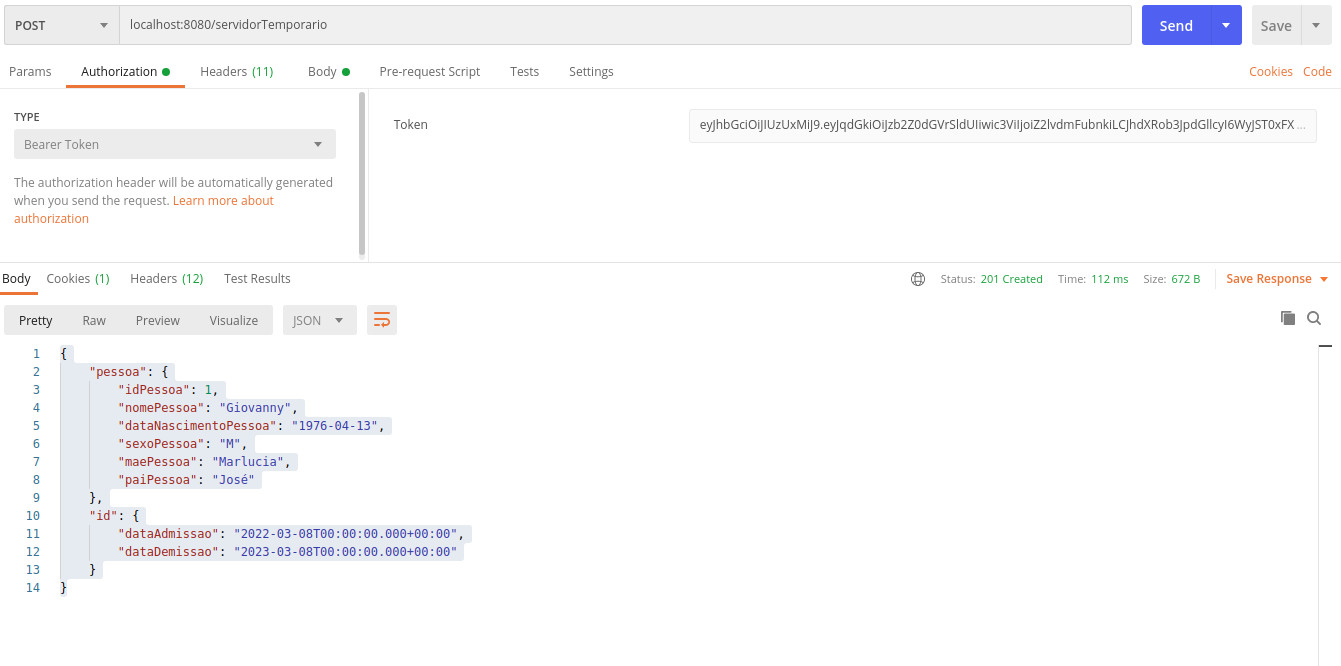 POST localhost:8080/servidorTemporario Send Save
Params Authorization Headers (11) Body Pre-request Script Tests Settings Cookies Code
TYPE
Bearer Token
The authorization header will be automatically generated
when you send the request. Learn more about
authorization
Token eyJhbGciOiJIUzUxMiJ9.eyJqdGkiOiJzb2Z0dGVrSldUIiwic3ViIjoiZ2lvdmFubnkiLCJhdXRob3JpdGllcyI6WyJST0xFX ...
Body Cookies (1) Headers (12) Test Results Status: 201 Created Time: 112 ms Size: 672 B Save Response
Pretty Raw Preview Visualize JSON
1 {
2 "pessoa": {
3 "idPessoa": 1,
4 "nomePessoa": "Giovanny",
5 "dataNascimentoPessoa": "1976-04-13",
6 "sexoPessoa": "M",
7 "maePessoa": "Marlucia",
8 "paiPessoa": "José"
9 },
10 "id": {
11 "dataAdmissao": "2022-03-08T00:00:00.000+00:00",
12 "dataDemissao": "2023-03-08T00:00:00.000+00:00"
13 }
14 }